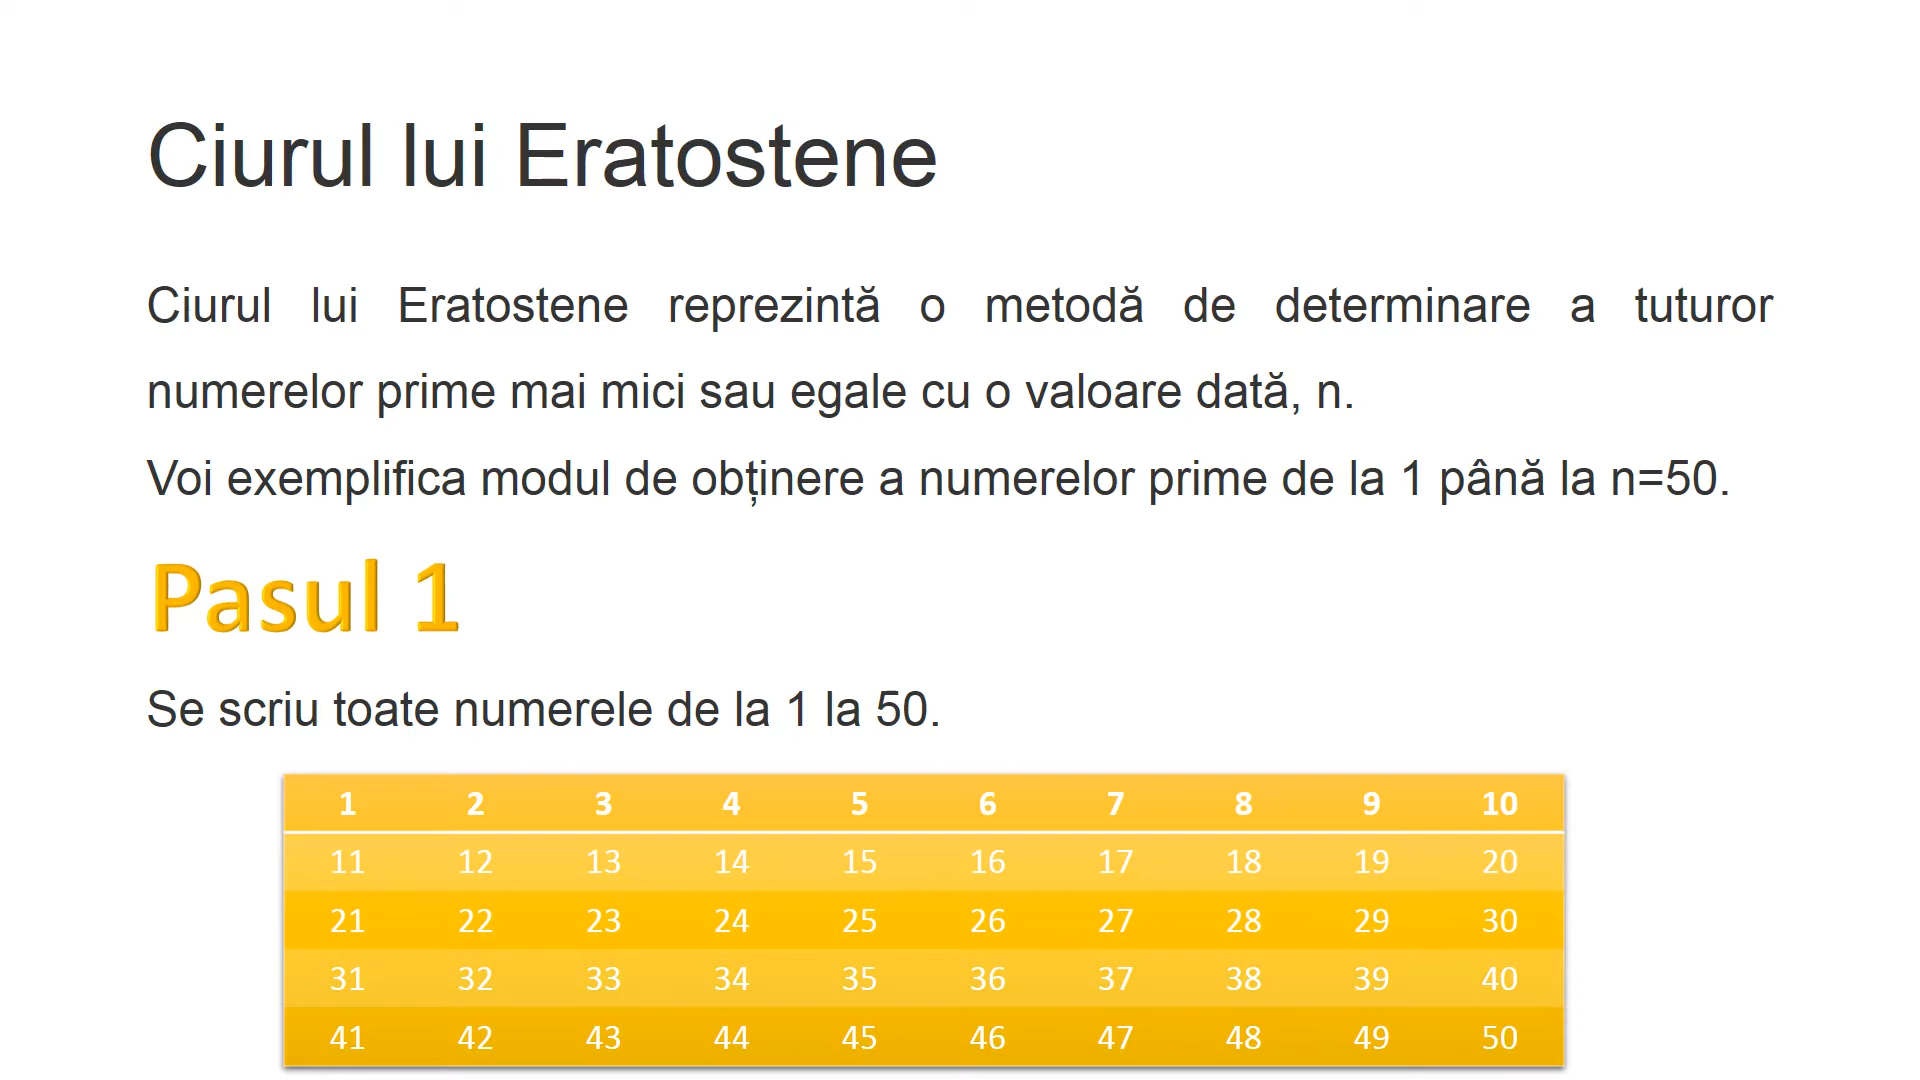 Ciurul lui Eratostene
Ciurul lui Eratostene reprezintă o metodă de determinare a tuturor
numerelor prime mai mici sau egale cu o valoare dată, n.
Voi exemplifica modul de obținere a numerelor prime de la 1 până la n=50.
Pasul 1
Se scriu toate numerele de la 1 la 50.
1 2 3 4 5 6 7 8 9 10
11 12 13 14 15 16 17 18 19 20
21 22 23 24 25 26 27 28 29 30
31 32 33 34 35 36 37 38 39 40
41 42 43 44 45 46 47 48 49 50